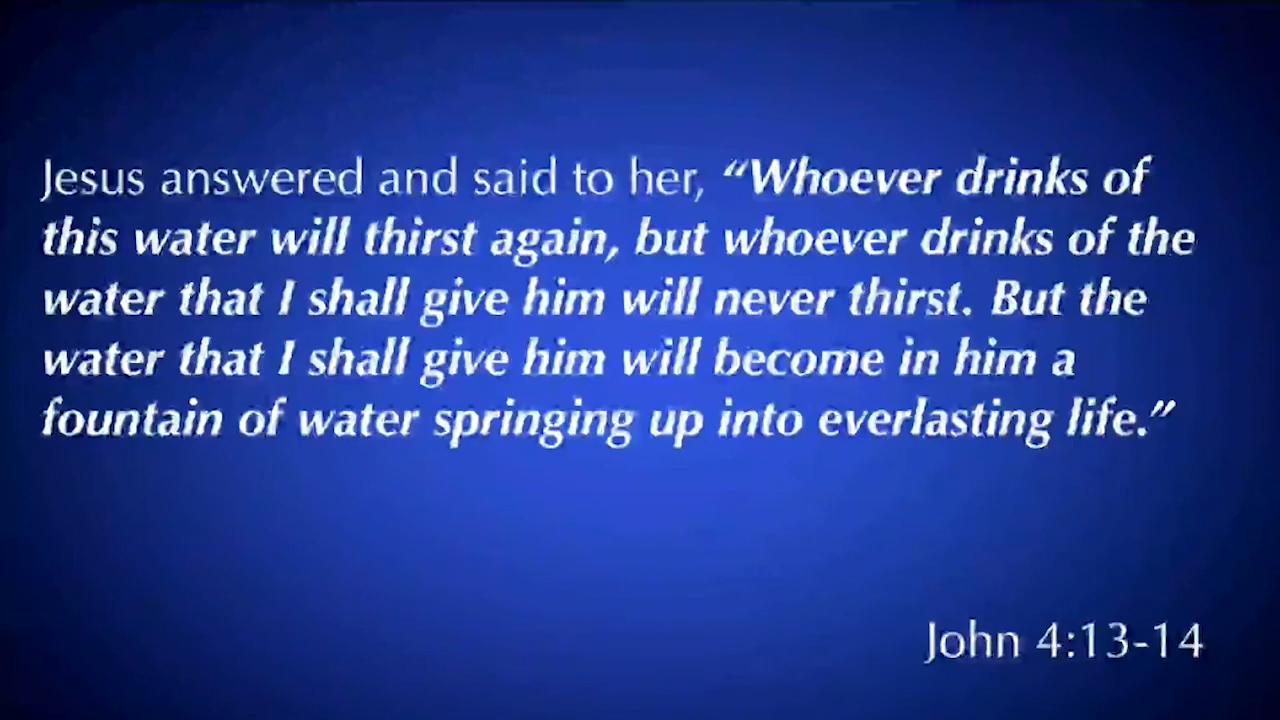 Jesus answered and said to her, “Whoever drinks of
this water will thirst again, but whoever drinks of the
water that I shall give him will never thirst. But the
water that I shall give him will become in him a
fountain of water springing up into everlasting life.”
John 4:13-14